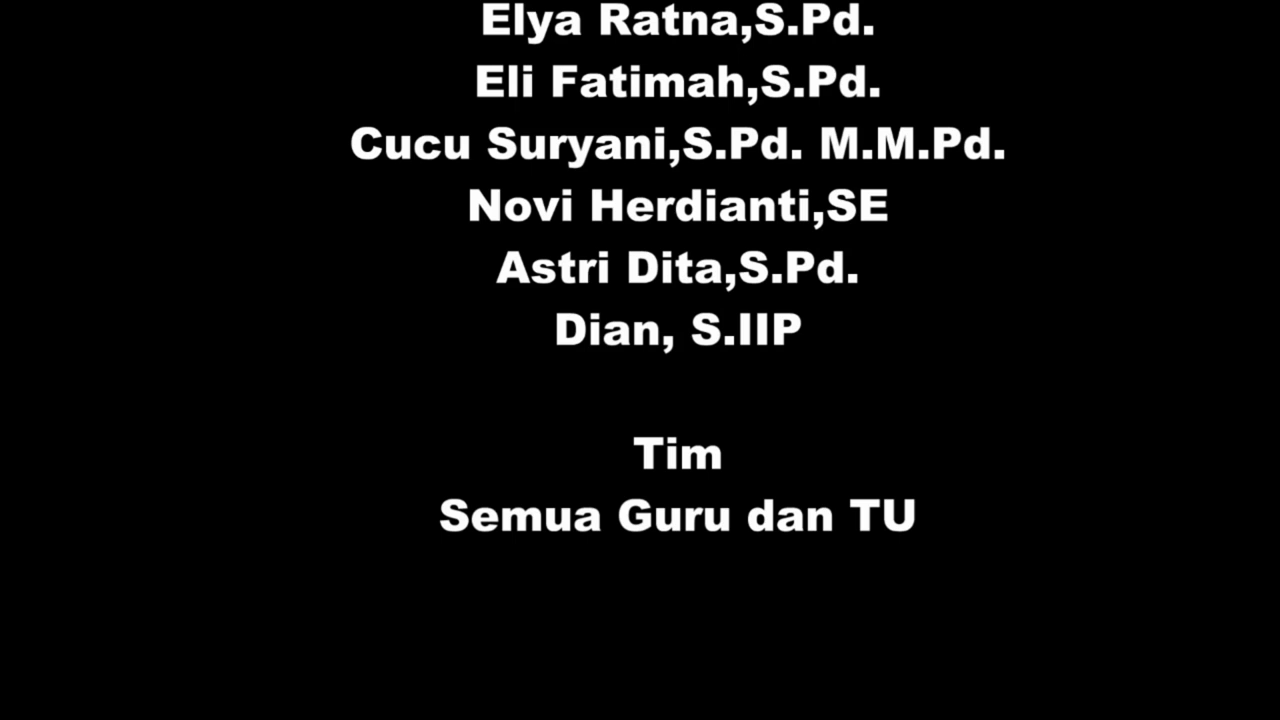 Elya Ratna,S.Pd.
Eli Fatimah,S.Pd.
Cucu Suryani,S.Pd. M.M.Pd.
Novi Herdianti,SE
Astri Dita,S.Pd.
Dian, S.IIP
Tim
Semua Guru dan TU